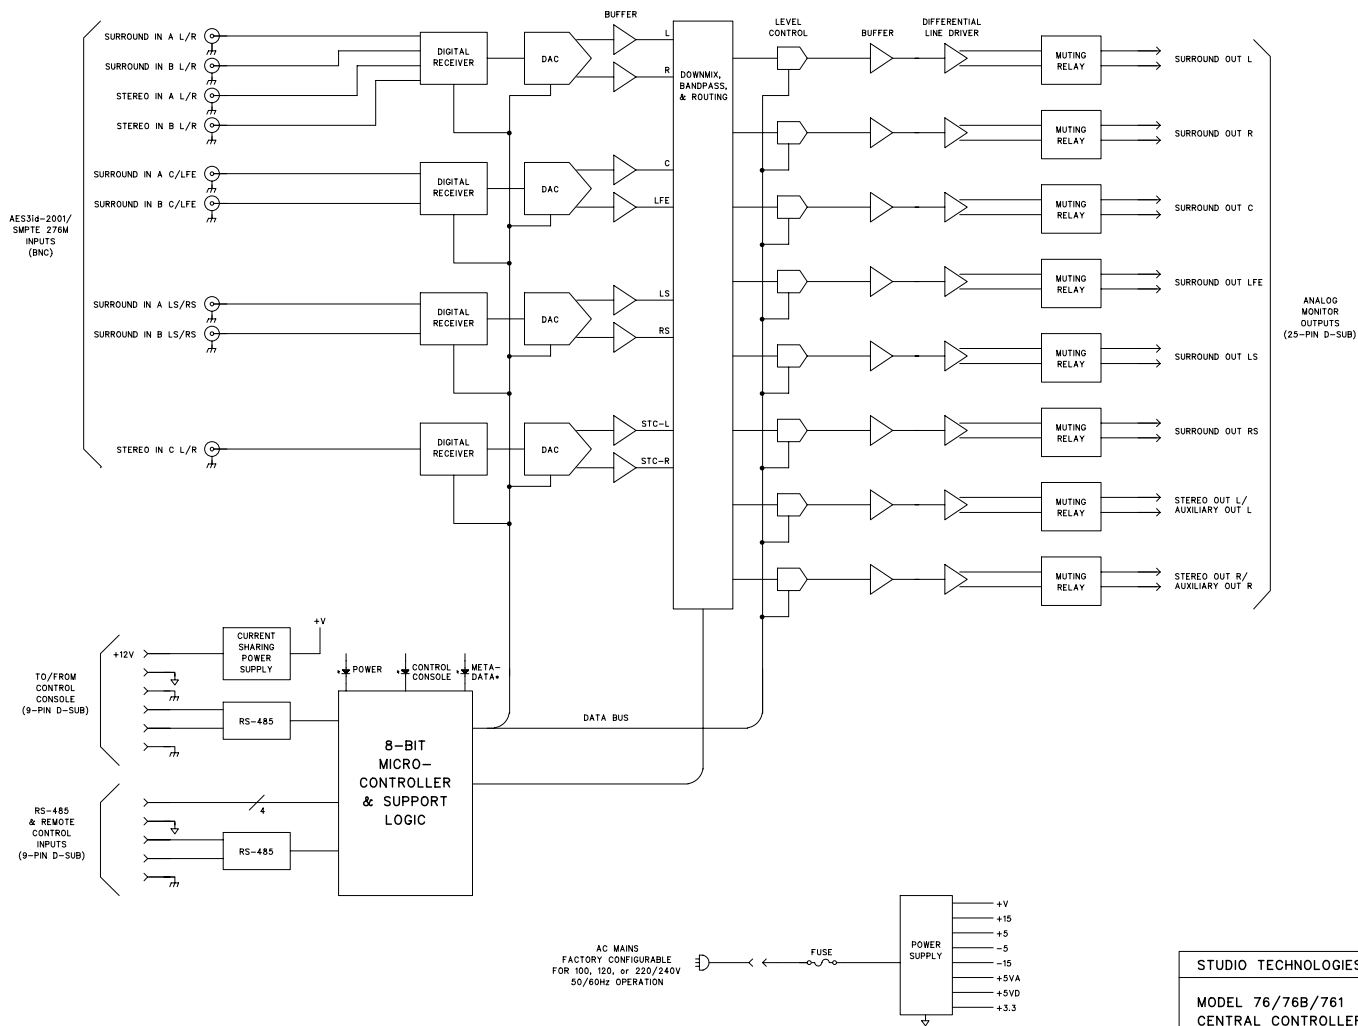 BUFFER
LEVEL
CONTROL
BUFFER
DIFFERENTIAL
LINE DRIVER
SURROUND IN A L/R
SURROUND IN B L/R
STEREO IN A L/R
STEREO IN B L/R
DIGITAL
RECEIVER
DAC
L
R
DOWNMIX,
BANDPASS,
& ROUTING
MUTING
RELAY
SURROUND OUT L
MUTING
RELAY
SURROUND OUT R
SURROUND IN A C/LFE
SURROUND IN B C/LFE
DIGITAL
RECEIVER
DAC
C
LFE
MUTING
RELAY
SURROUND OUT C
AES3id-2001/
SMPTE 276M
INPUTS
(BNC)
MUTING
RELAY
SURROUND OUT LFE
SURROUND IN A LS/RS
SURROUND IN B LS/RS
DIGITAL
RECEIVER
DAC
LS
RS
ANALOG
MONITOR
OUTPUTS
(25-PIN D-SUB)
MUTING
RELAY
SURROUND OUT LS
STEREO IN C L/R
DIGITAL
RECEIVER
DAC
STC-L
STC-R
MUTING
RELAY
SURROUND OUT RS
MUTING
RELAY
STEREO OUT L/
AUXILIARY OUT L
MUTING
RELAY
STEREO OUT R/
AUXILIARY OUT R
TO/FROM
CONTROL
CONSOLE
(9-PIN D-SUB)
+12V
CURRENT
SHARING
POWER
SUPPLY
+V
RS-485
POWER
CONTROL
CONSOLE
META-
DATA*
8-BIT
MICRO-
CONTROLLER
& SUPPORT
LOGIC
DATA BUS
RS-485
& REMOTE
CONTROL
INPUTS
(9-PIN D-SUB)
4
RS-485
AC MAINS
FACTORY CONFIGURABLE
FOR 100, 120, or 220/240V
50/60Hz OPERATION
FUSE
POWER
SUPPLY
+V
+15
+5
-5
-15
+5VA
+5VD
+3.3
STUDIO TECHNOLOGIES
MODEL 76/76B/761
CENTRAL CONTROLLER